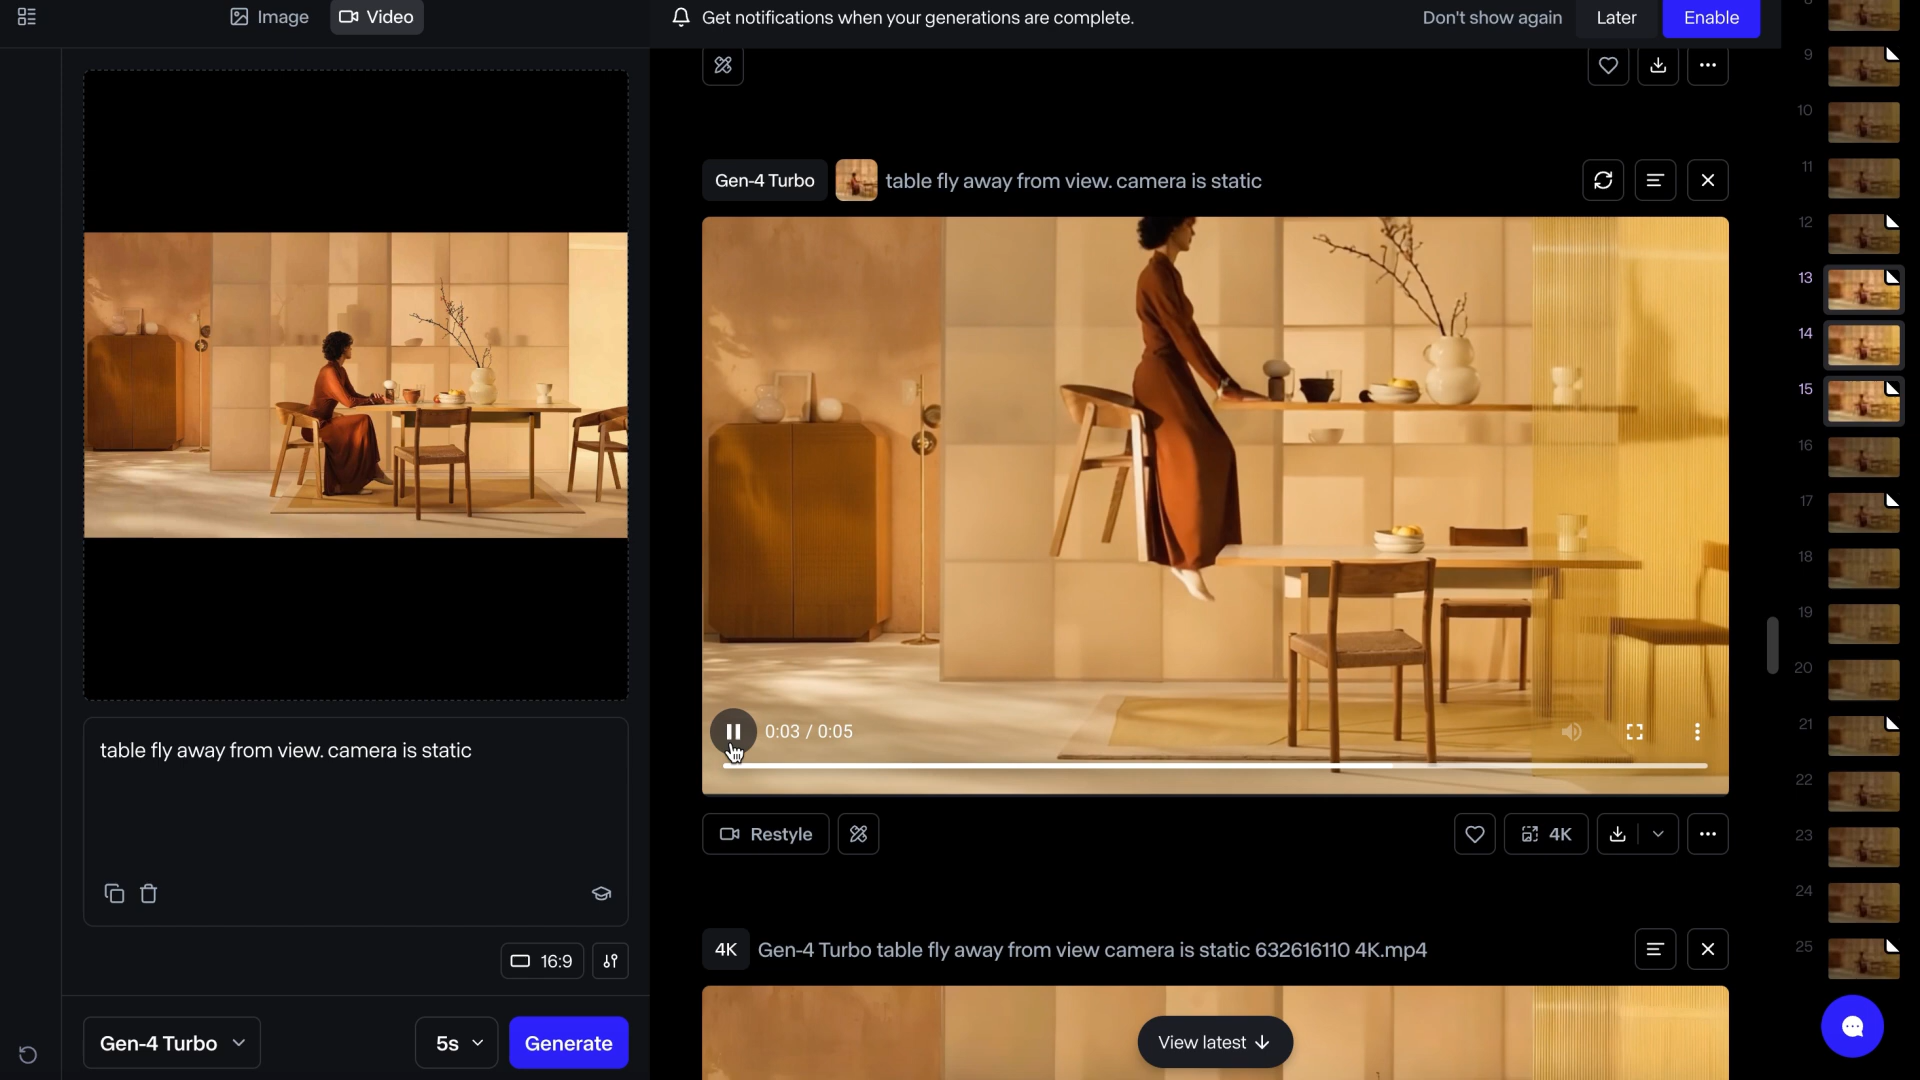 Image
Video
Get notifications when your generations are complete.
Don't show again
Later
Enable
9
10
11
12
13
14
15
16
17
18
19
20
21
22
23
24
25
Gen-4 Turbo
table fly away from view. camera is static
0:03 / 0:05
table fly away from view. camera is static
Restyle
4K
16:9
4K
Gen-4 Turbo table fly away from view camera is static 632616110 4K.mp4
Gen-4 Turbo
5s
Generate
View latest